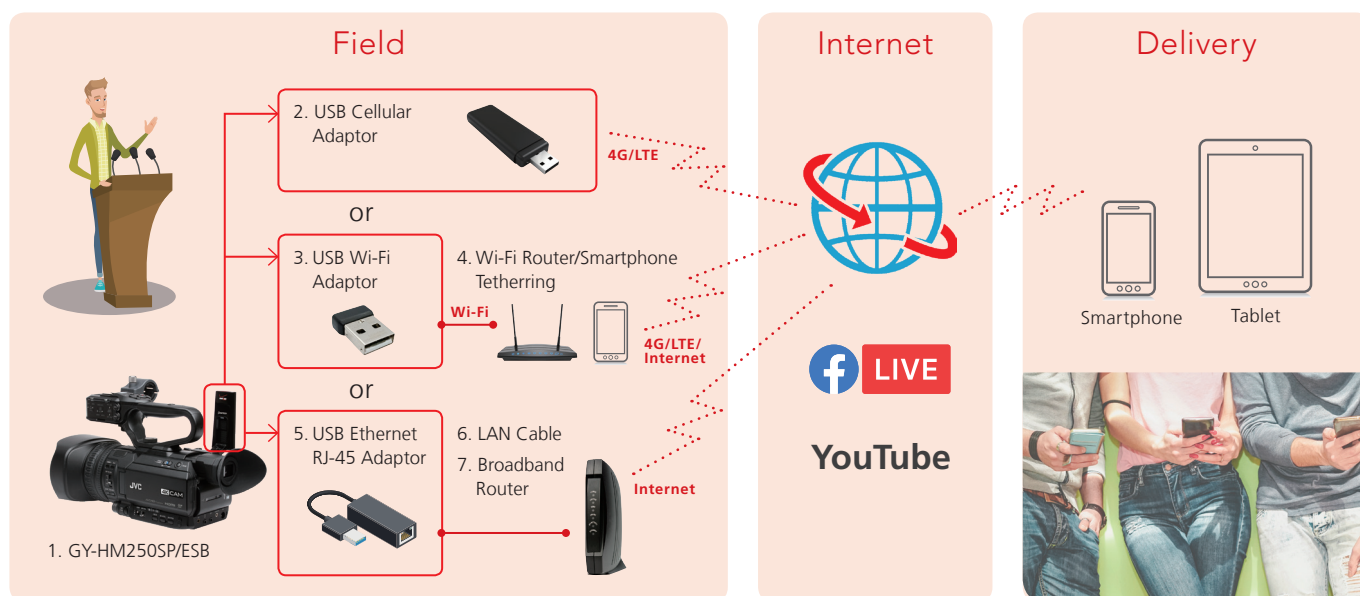 Field
2. USB Cellular
Adaptor
4G/LTE
or
3. USB Wi-Fi
Adaptor
Wi-Fi
4. Wi-Fi Router/Smartphone
Tetherring
4G/LTE/
Internet
or
5. USB Ethernet
RJ-45 Adaptor
6. LAN Cable
7. Broadband
Router
Internet
JVC
4KCAM
1. GY-HM250SP/ESB
Internet
f LIVE
YouTube
Delivery
Smartphone
Tablet